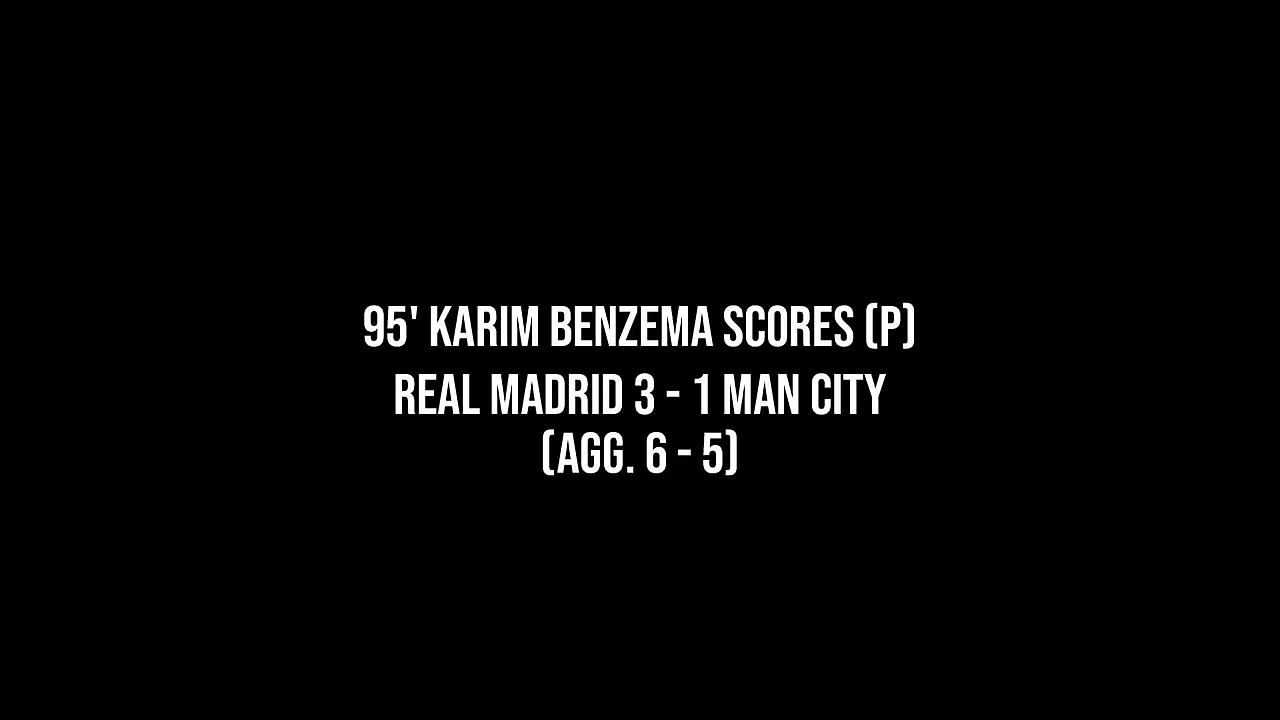 95' KARIM BENZEMA SCORES (P)
REAL MADRID 3 - 1 MAN CITY
(AGG. 6 - 5)